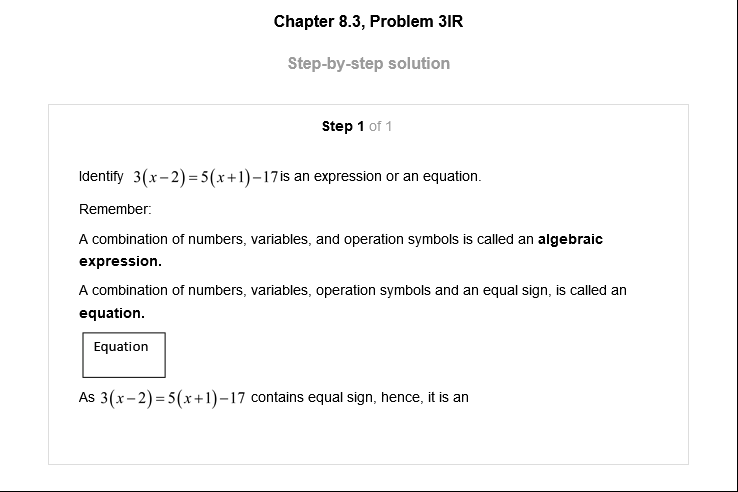 Chapter 8.3, Problem 3IR
Step-by-step solution
Step 1 of 1
Identify 3(x−2)=5(x+1)−17 is an expression or an equation.
Remember:
A combination of numbers, variables, and operation symbols is called an algebraic
expression.
A combination of numbers, variables, operation symbols and an equal sign, is called an
equation.
Equation
As 3(x−2)=5(x+1)−17 contains equal sign, hence, it is an